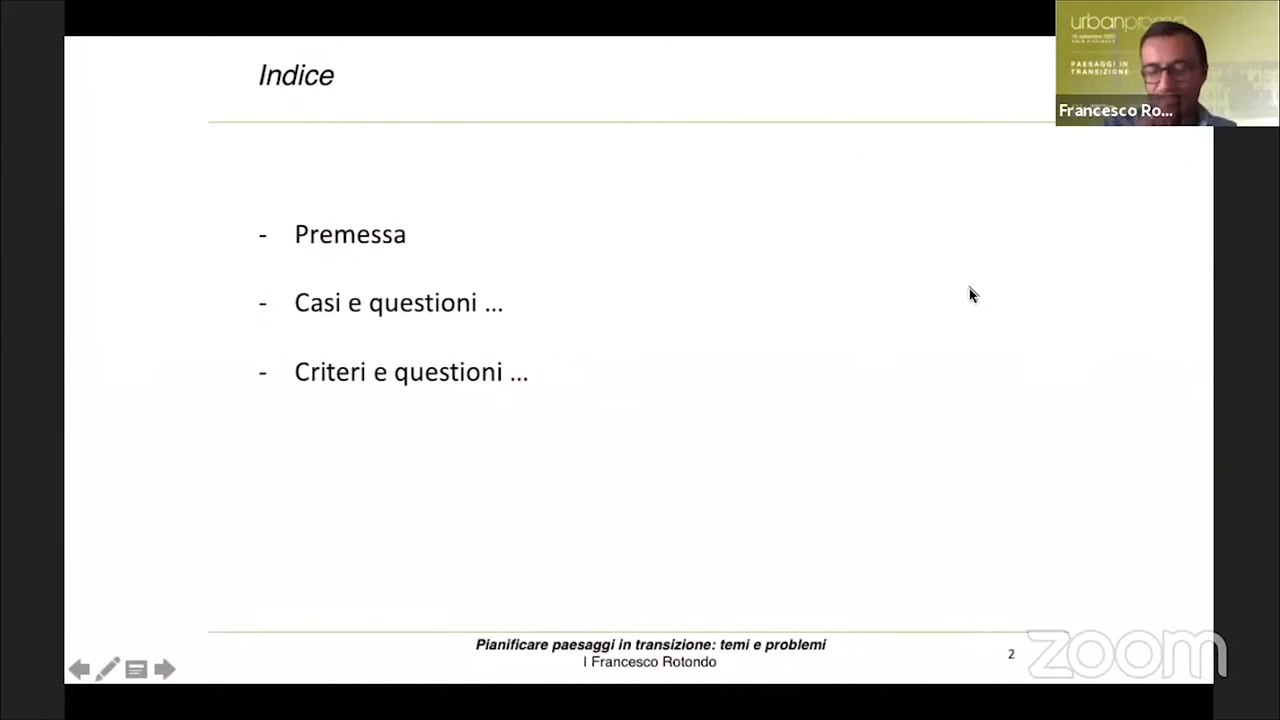 Indice
urbanpromo
PAESAGGI IN
TRANSIZIONE
Francesco Ro...
- Premessa
- Casi e questioni ...
- Criteri e questioni ...
Pianificare paesaggi in transizione: temi e problemi
| Francesco Rotondo
2
zoom